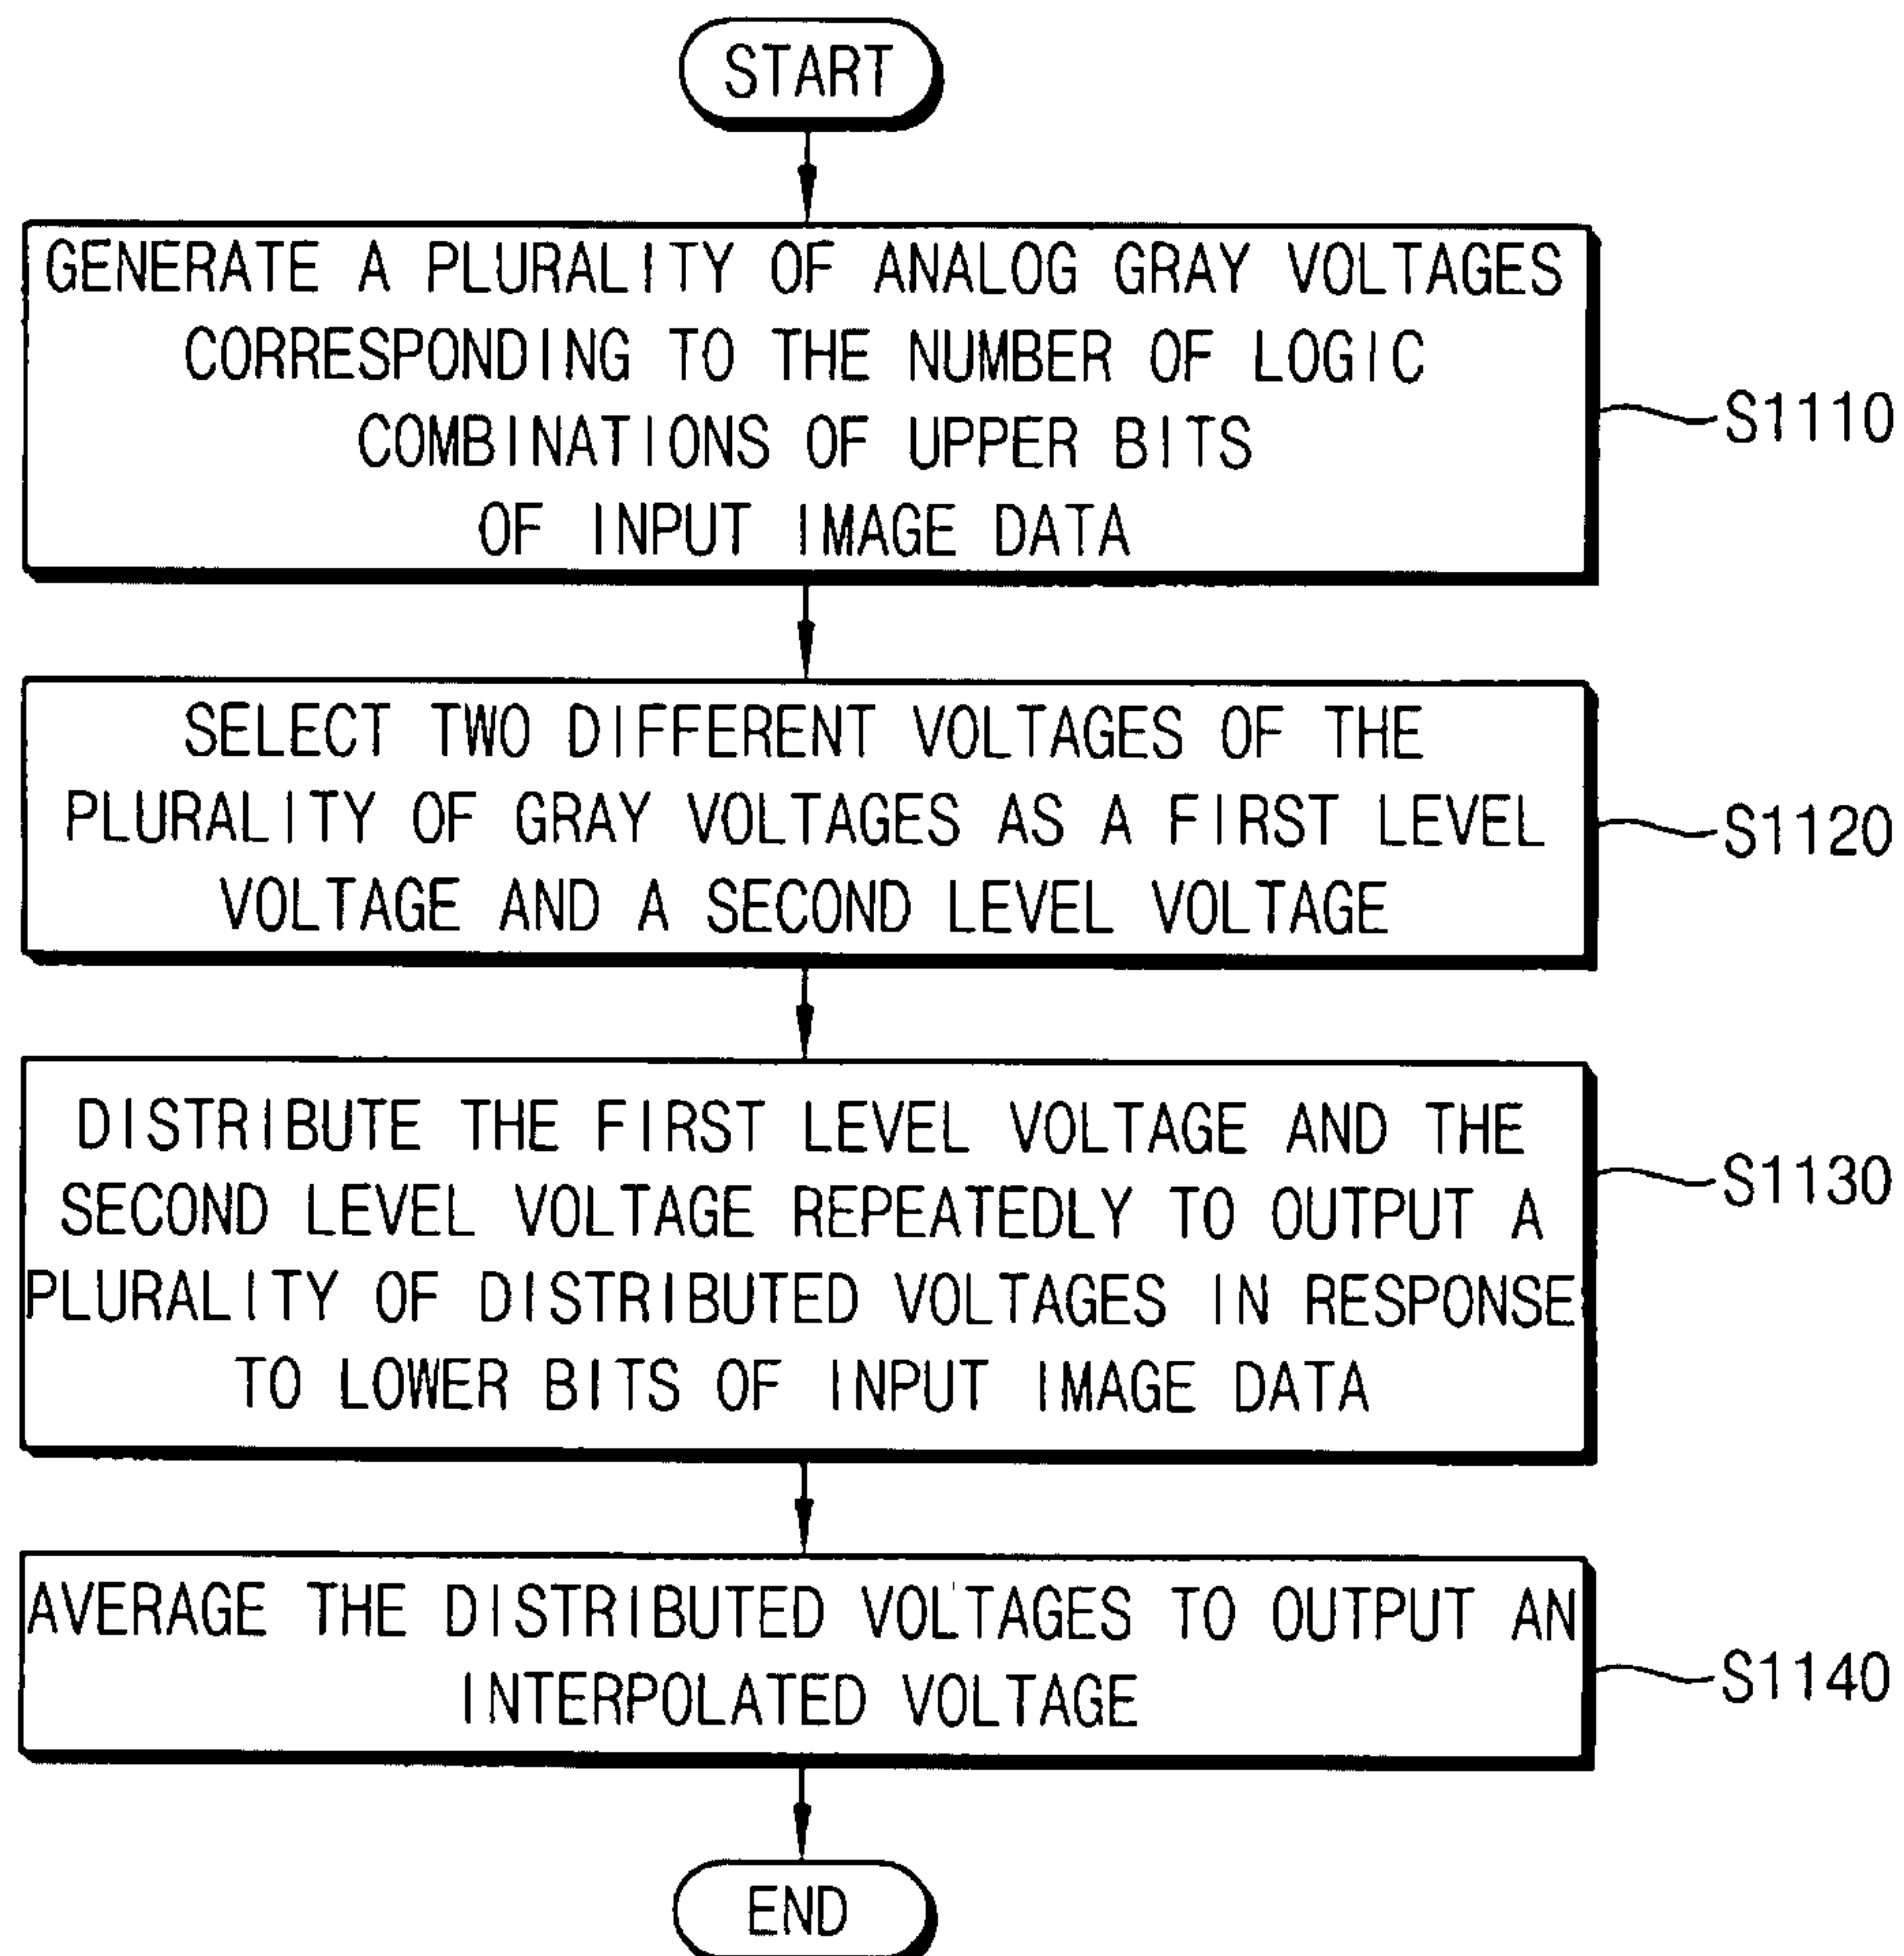 START
GENERATE A PLURALITY OF ANALOG GRAY VOLTAGES
CORRESPONDING TO THE NUMBER OF LOGIC
COMBINATIONS OF UPPER BITS
OF INPUT IMAGE DATA
S1110
SELECT TWO DIFFERENT VOLTAGES OF THE
PLURALITY OF GRAY VOLTAGES AS A FIRST LEVEL
VOLTAGE AND A SECOND LEVEL VOLTAGE
S1120
DISTRIBUTE THE FIRST LEVEL VOLTAGE AND THE
SECOND LEVEL VOLTAGE REPEATEDLY TO OUTPUT A
PLURALITY OF DISTRIBUTED VOLTAGES IN RESPONSE
TO LOWER BITS OF INPUT IMAGE DATA
S1130
AVERAGE THE DISTRIBUTED VOLTAGES TO OUTPUT AN
INTERPOLATED VOLTAGE
S1140
END